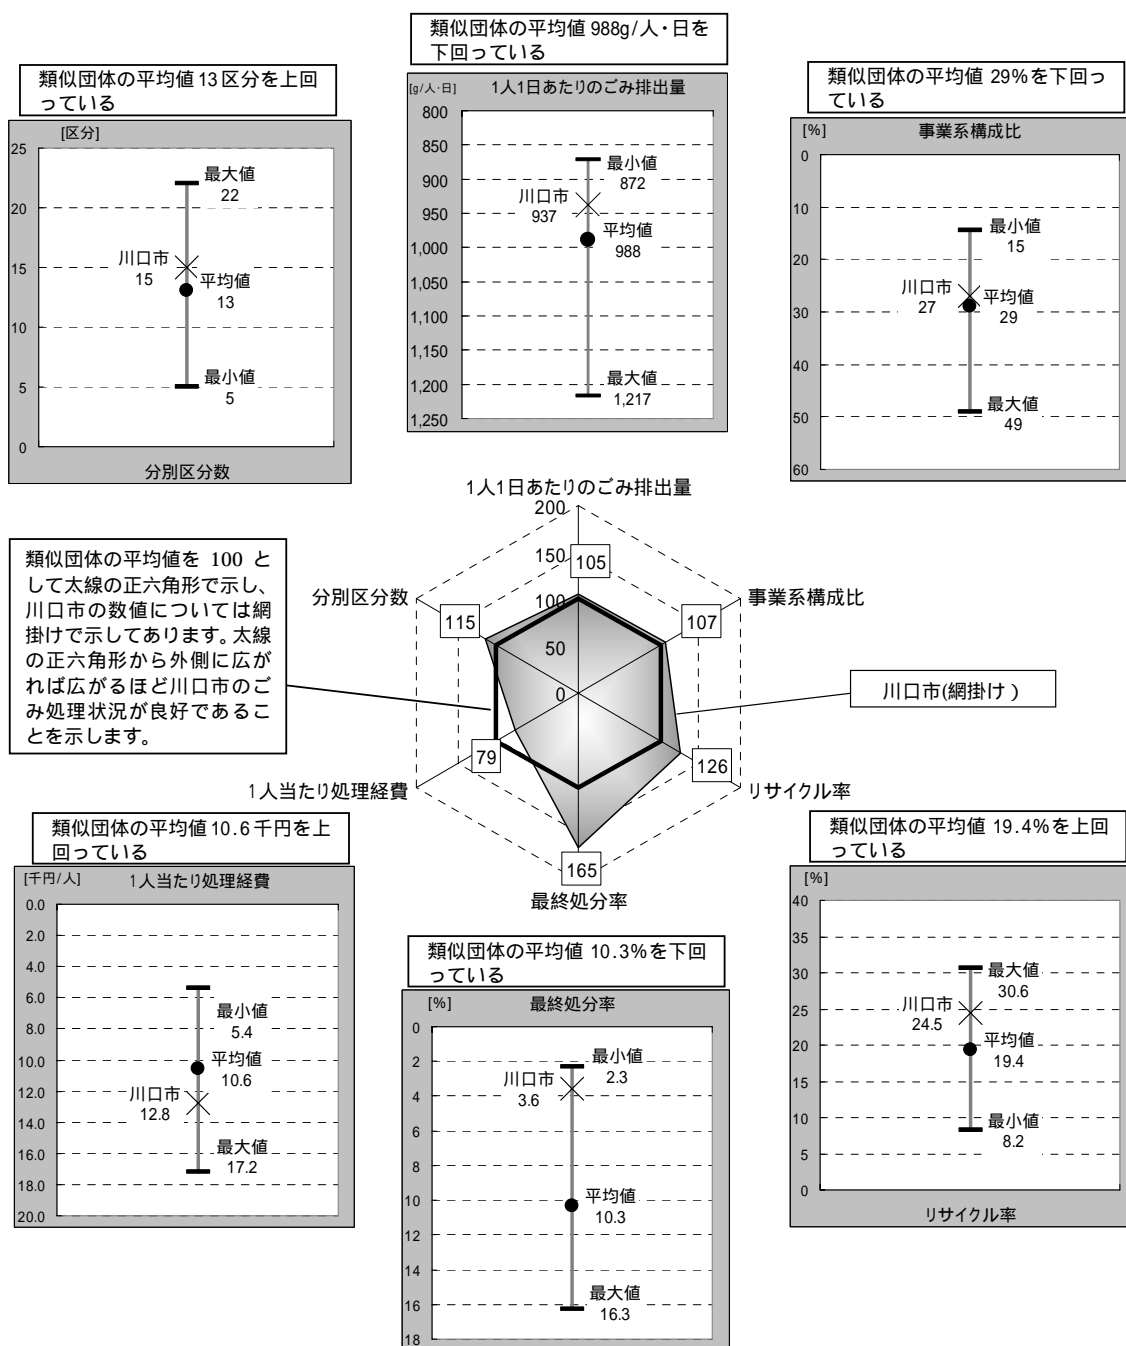 類似団体の平均値 988g/人・日を
下回っている
類似団体の平均値 13 区分を上回
っている
類似団体の平均値 29%を下回っ
ている
[区分]
25
20
15
10
5
0
最大値
22
川口市
15
平均値
13
最小値
5
分別区分数
[g/人・日]
1人1日あたりのごみ排出量
800
850
900
950
1,000
1,050
1,100
1,150
1,200
1,250
最小値
872
川口市
937
平均値
988
最大値
1,217
[%]
事業系構成比
0
10
20
30
40
50
60
最小値
15
川口市
27
平均値
29
最大値
49
類似団体の平均値を 100 と
して太線の正六角形で示し、
川口市の数値については網
掛けで示してあります。太線
の正六角形から外側に広が
れば広がるほど川口市のご
み処理状況が良好であるこ
とを示します。
1人1日あたりのごみ排出量
200
150
100
50
0
105
事業系構成比
107
リサイクル率
126
最終処分率
165
1人当たり処理経費
79
分別区分数
115
川口市(網掛け)
類似団体の平均値 10.6 千円を上
回っている
[千円/人]
1人当たり処理経費
0.0
2.0
4.0
6.0
8.0
10.0
12.0
14.0
16.0
18.0
20.0
最小値
5.4
平均値
10.6
川口市
12.8
最大値
17.2
類似団体の平均値 10.3%を下回
っている
[%]
最終処分率
0
2
4
6
8
10
12
14
16
18
最小値
2.3
川口市
3.6
平均値
10.3
最大値
16.3
類似団体の平均値 19.4%を上回
っている
[%]
40
35
30
25
20
15
10
5
0
最大値
30.6
川口市
24.5
平均値
19.4
最小値
8.2
リサイクル率